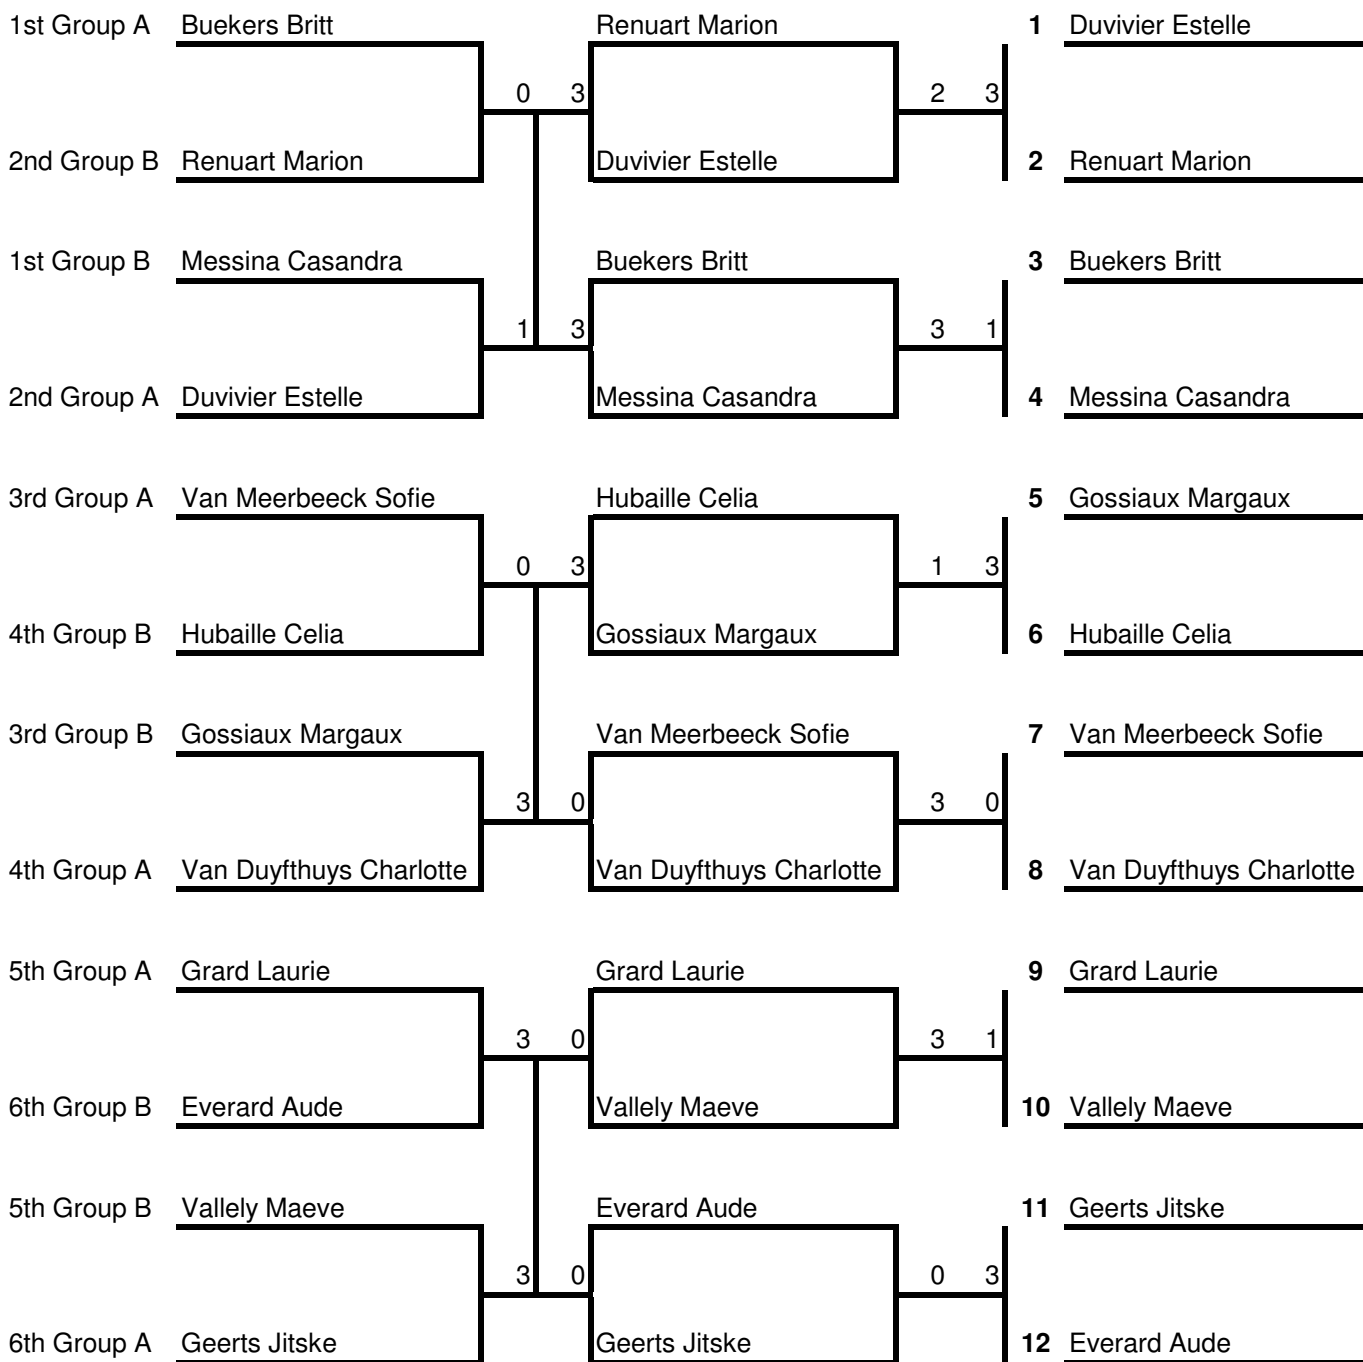 1st Group A Buekers Britt Renuart Marion 1 Duvivier Estelle
0 3 2 3
2nd Group B Renuart Marion Duvivier Estelle 2 Renuart Marion
1st Group B Messina Casandra Buekers Britt 3 Buekers Britt
1 3 3 1
2nd Group A Duvivier Estelle Messina Casandra 4 Messina Casandra
3rd Group A Van Meerbeeck Sofie Hubaille Celia 5 Gossiaux Margaux
0 3 1 3
4th Group B Hubaille Celia Gossiaux Margaux 6 Hubaille Celia
3rd Group B Gossiaux Margaux Van Meerbeeck Sofie 7 Van Meerbeeck Sofie
3 0 3 0
4th Group A Van Duyfthuys Charlotte Van Duyfthuys Charlotte 8 Van Duyfthuys Charlotte
5th Group A Grard Laurie Grard Laurie 9 Grard Laurie
3 0 3 1
6th Group B Everard Aude Vallely Maeve 10 Vallely Maeve
5th Group B Vallely Maeve Everard Aude 11 Geerts Jitske
3 0 0 3
6th Group A Geerts Jitske Geerts Jitske 12 Everard Aude